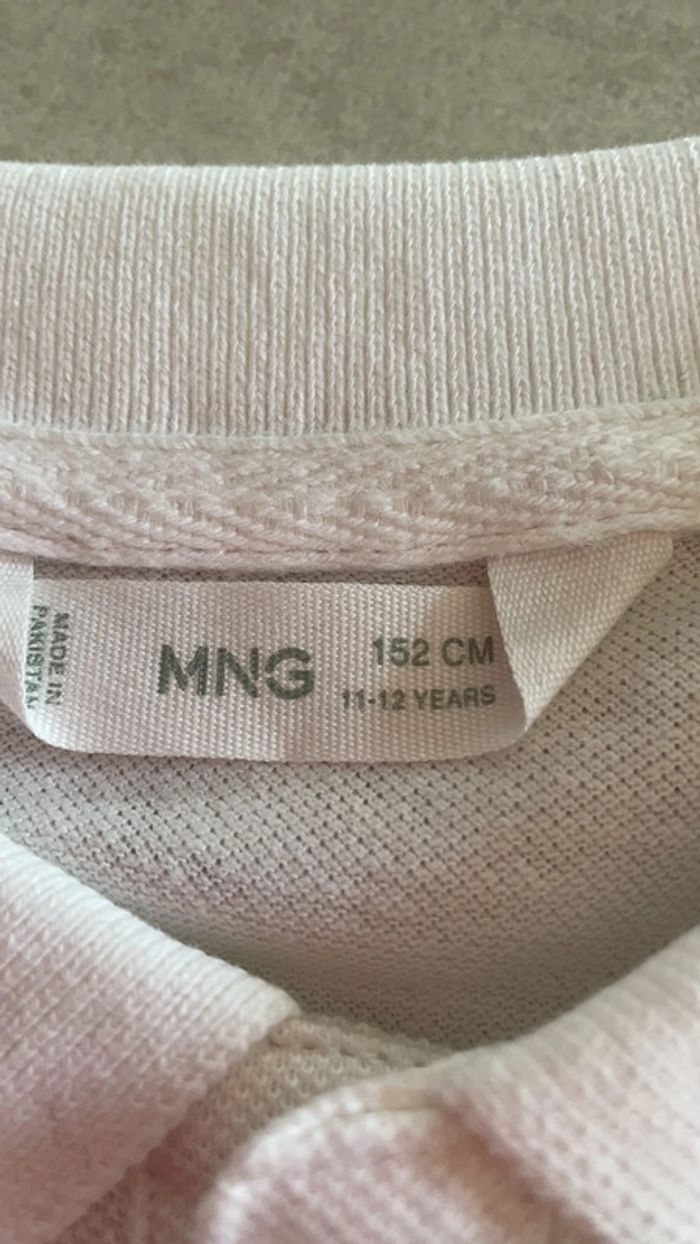 MADE IN
PAKISTAN
MNG
152 CM
11-12 YEARS